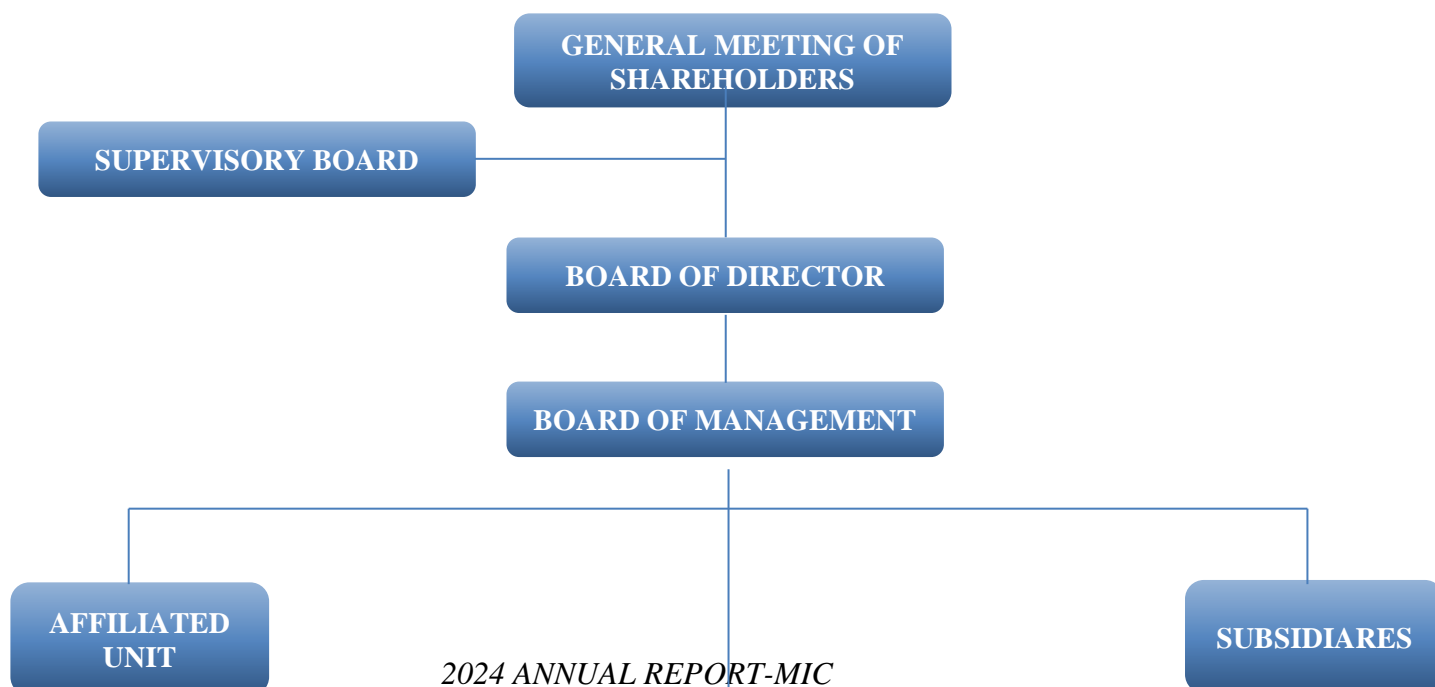 GENERAL MEETING OF
SHAREHOLDERS
SUPERVISORY BOARD
BOARD OF DIRECTOR
BOARD OF MANAGEMENT
AFFILIATED
UNIT
SUBSIDIARES
2024 ANNUAL REPORT-MIC